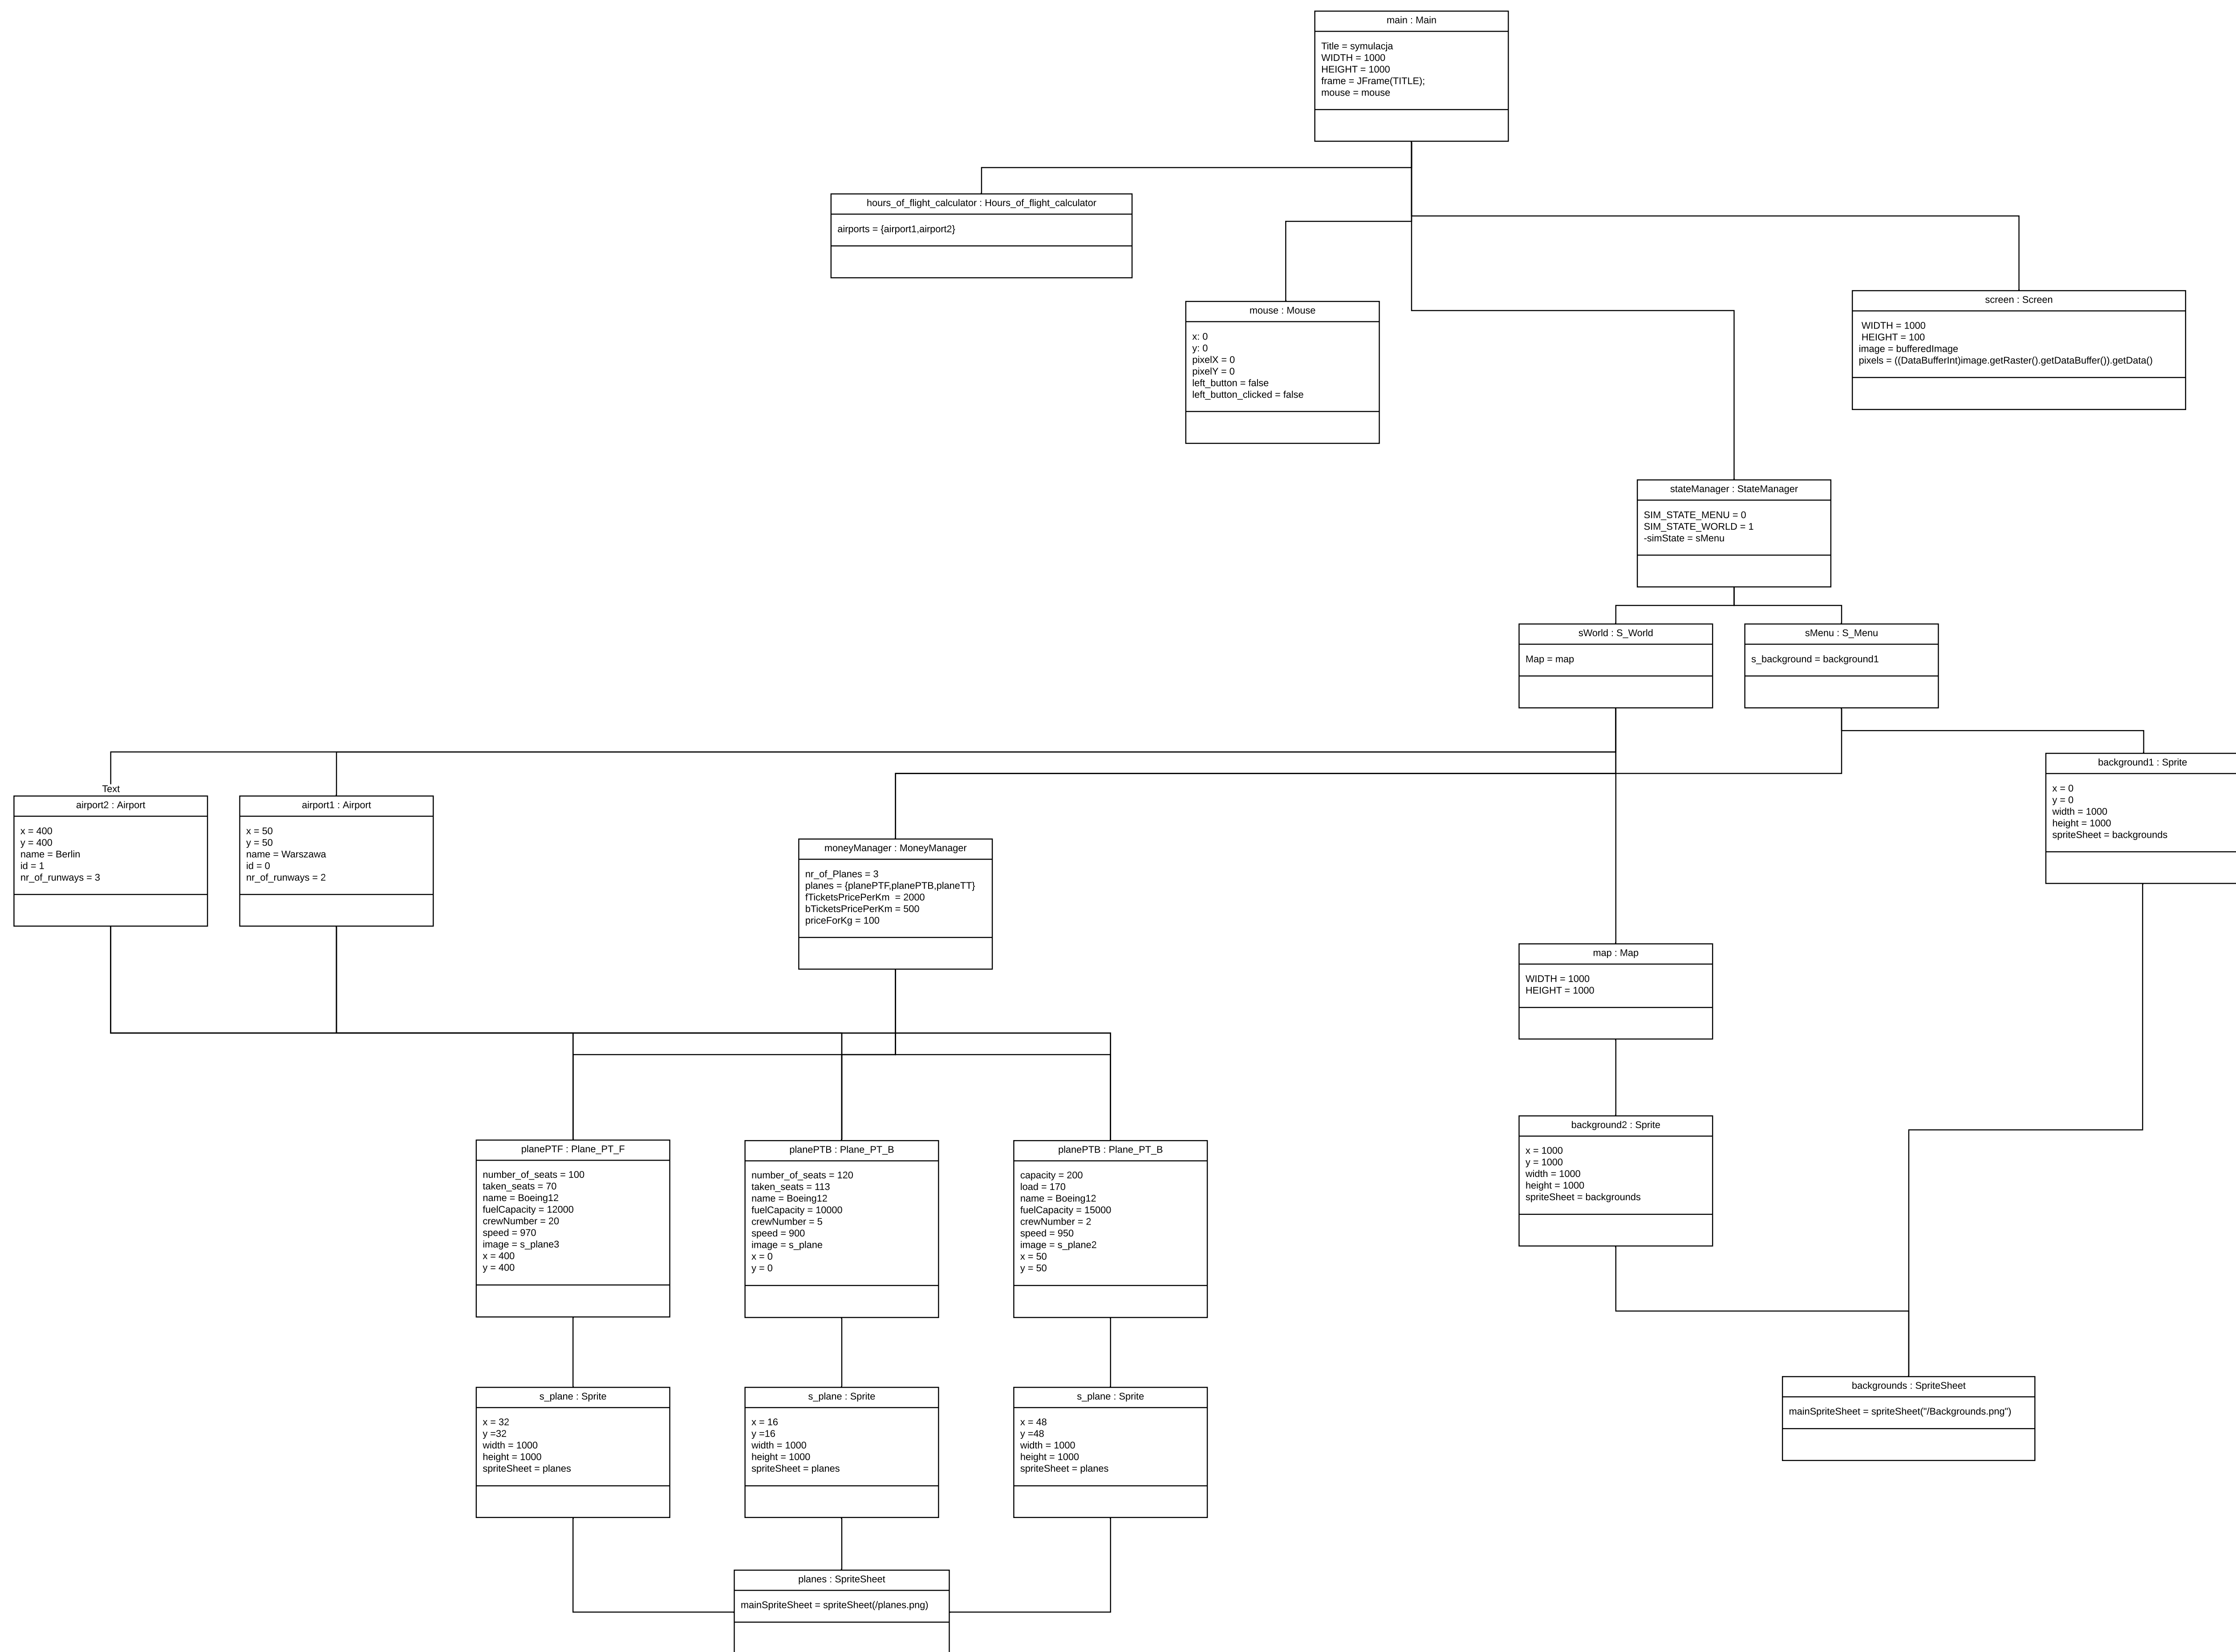 main : Main
Title = symulacja
WIDTH = 1000
HEIGHT = 1000
frame = JFrame(TITLE);
mouse = mouse
hours_of_flight_calculator : Hours_of_flight_calculator
airports = {airport1,airport2}
mouse : Mouse
x: 0
y: 0
pixelX = 0
pixelY = 0
left_button = false
left_button_clicked = false
screen : Screen
WIDTH = 1000
HEIGHT = 100
image = bufferedImage
pixels = ((DataBufferInt)image.getRaster().getDataBuffer()).getData()
stateManager : StateManager
SIM_STATE_MENU = 0
SIM_STATE_WORLD = 1
-simState = sMenu
sWorld : S_World
Map = map
sMenu : S_Menu
s_background = background1
Text
airport2 : Airport
x = 400
y = 400
name = Berlin
id = 1
nr_of_runways = 3
airport1 : Airport
x = 50
y = 50
name = Warszawa
id = 0
nr_of_runways = 2
moneyManager : MoneyManager
nr_of_Planes = 3
planes = {planePTF,planePTB,planeTT}
fTicketsPricePerKm  = 2000
bTicketsPricePerKm = 500
priceForKg = 100
background1 : Sprite
x = 0
y = 0
width = 1000
height = 1000
spriteSheet = backgrounds
map : Map
WIDTH = 1000
HEIGHT = 1000
background2 : Sprite
x = 1000
y = 1000
width = 1000
height = 1000
spriteSheet = backgrounds
planePTF : Plane_PT_F
number_of_seats = 100
taken_seats = 70
name = Boeing12
fuelCapacity = 12000
crewNumber = 20
speed = 970
image = s_plane3
x = 400
y = 400
planePTB : Plane_PT_B
number_of_seats = 120
taken_seats = 113
name = Boeing12
fuelCapacity = 10000
crewNumber = 5
speed = 900
image = s_plane
x = 0
y = 0
planePTB : Plane_PT_B
capacity = 200
load = 170
name = Boeing12
fuelCapacity = 15000
crewNumber = 2
speed = 950
image = s_plane2
x = 50
y = 50
s_plane : Sprite
x = 32
y =32
width = 1000
height = 1000
spriteSheet = planes
s_plane : Sprite
x = 16
y =16
width = 1000
height = 1000
spriteSheet = planes
s_plane : Sprite
x = 48
y =48
width = 1000
height = 1000
spriteSheet = planes
backgrounds : SpriteSheet
mainSpriteSheet = spriteSheet("/Backgrounds.png")
planes : SpriteSheet
mainSpriteSheet = spriteSheet(/planes.png)